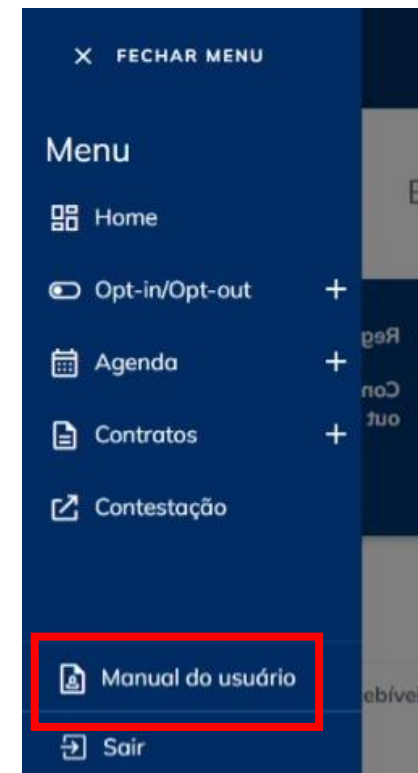 FECHAR MENU
Menu
Home
Opt-in/Opt-out
Agenda
Contratos
Contestação
Manual do usuário
Sair